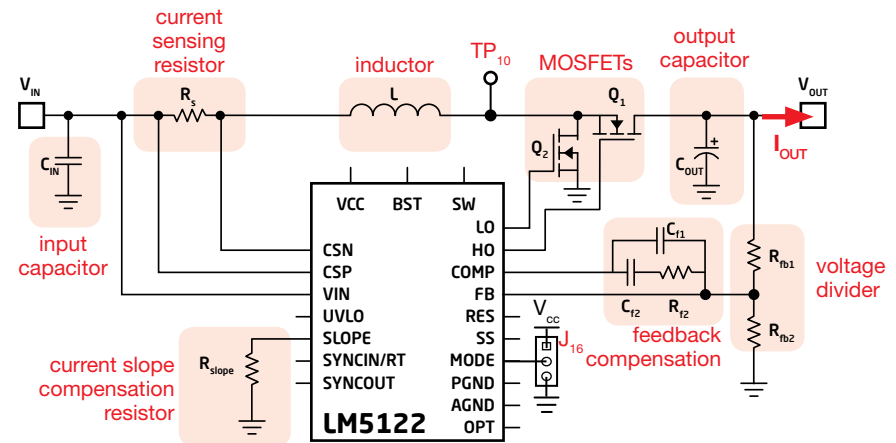 current
sensing
resistor
inductor
TP10
MOSFETs
output
capacitor
VIN
Rs
L
Q1
VOUT
IOUT
Q2
CIN
COUT
+
input
capacitor
VCC BST SW
LO
CSN HO
CSP COMP
VIN FB
UVLO RES
SLOPE SS
SYNCIN/RT MODE
SYNCOUT PGND
AGND
LM5122 OPT
Cf1
Cf2 Rf2
feedback
compensation
Rfb1
Rfb2
voltage
divider
VCC
J16
current slope
compensation
resistor
Rslope